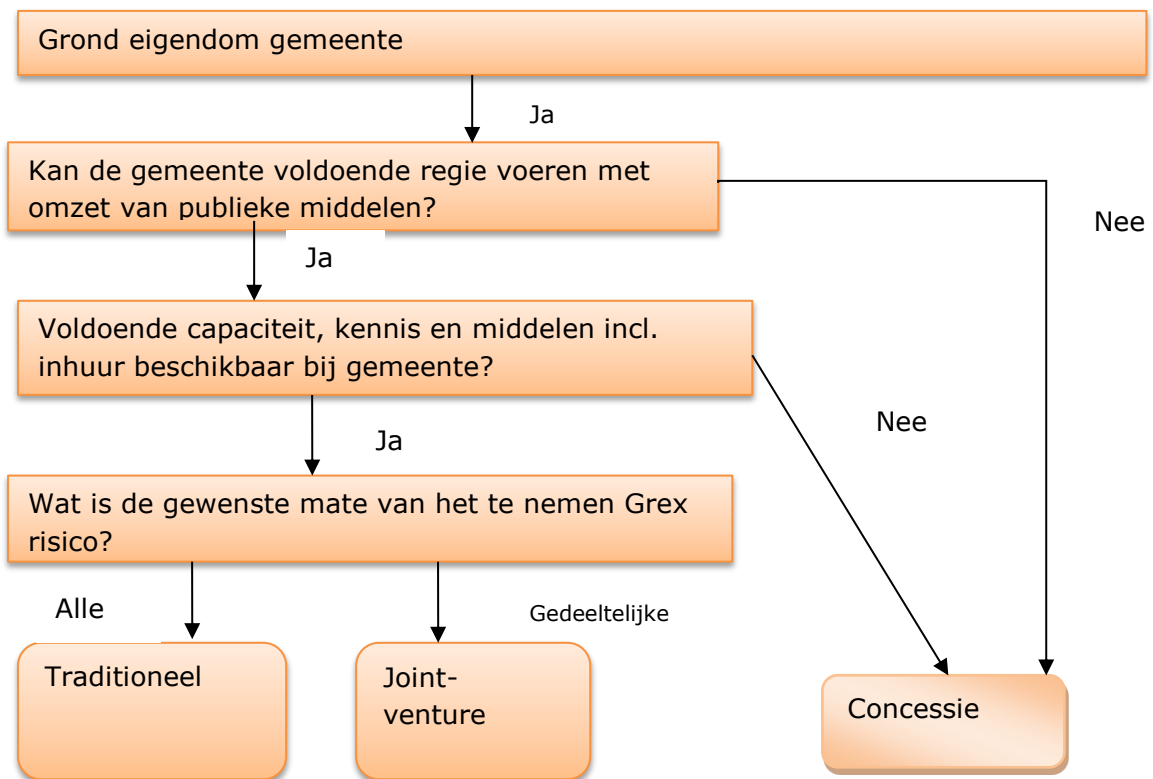 Grond eigendom gemeente
Ja
Kan de gemeente voldoende regie voeren met
omzet van publieke middelen?
Nee
Ja
Voldoende capaciteit, kennis en middelen incl.
inhuur beschikbaar bij gemeente?
Nee
Ja
Wat is de gewenste mate van het te nemen Grex
risico?
Alle
Gedeeltelijke
Traditioneel
Joint-
venture
Concessie